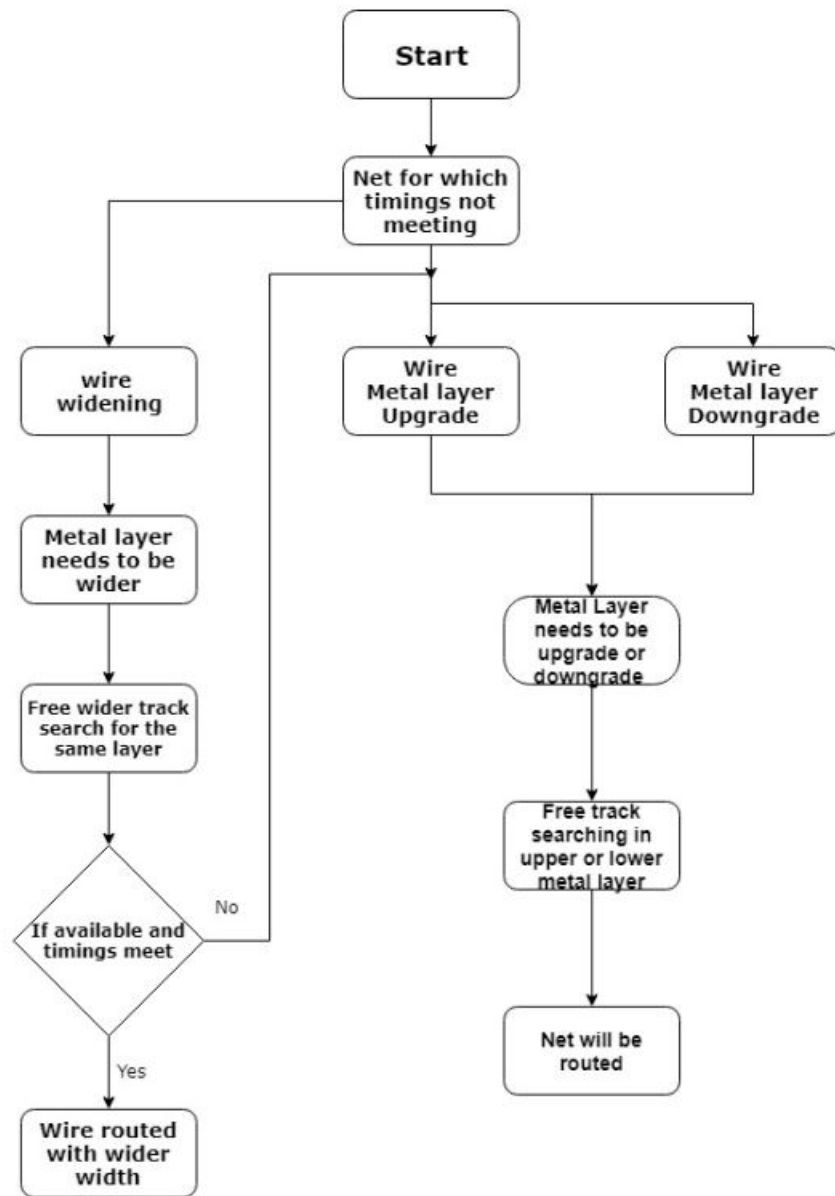 Start
Net for which
timings not
meeting
wire
widening
Wire
Metal layer
Upgrade
Wire
Metal layer
Downgrade
Metal layer
needs to be
wider
Metal Layer
needs to be
upgrade or
downgrade
Free wider track
search for the
same layer
Free track
searching in
upper or lower
metal layer
No
If available and
timings meet
Net will be
routed
Yes
Wire routed
with wider
width